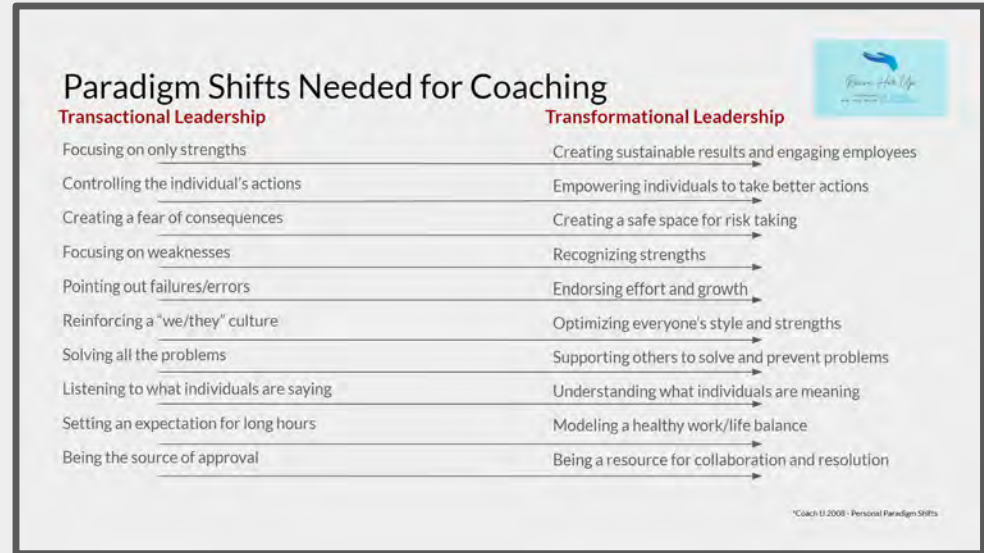 Paradigm Shifts Needed for Coaching
Transactional Leadership Transformational Leadership
Focusing on only strengths Creating sustainable results and engaging employees
Controlling the individual's actions Empowering individuals to take better actions
Creating a fear of consequences Creating a safe space for risk taking
Focusing on weaknesses Recognizing strengths
Pointing out failures/errors Endorsing effort and growth
Reinforcing a "we/they" culture Optimizing everyone's style and strengths
Solving all the problems Supporting others to solve and prevent problems
Listening to what individuals are saying Understanding what individuals are meaning
Setting an expectation for long hours Modeling a healthy work/life balance
Being the source of approval Being a resource for collaboration and resolution
*Coach U 2008 - Personal Paradigm Shifts